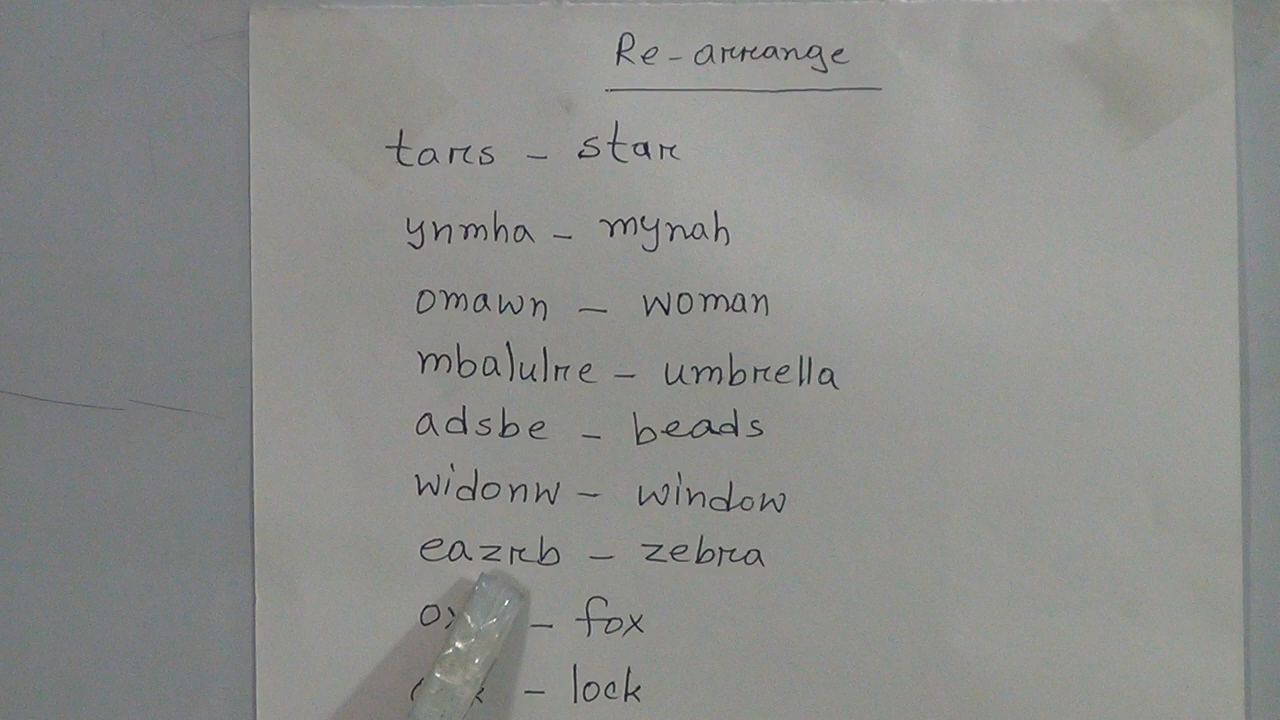 Re-arrange
tars - star
ynmha - mynah
omawn - woman
mbalulre - umbrella
adsbe - beads
widonw - window
eazrb - zebra
- fox
- lock